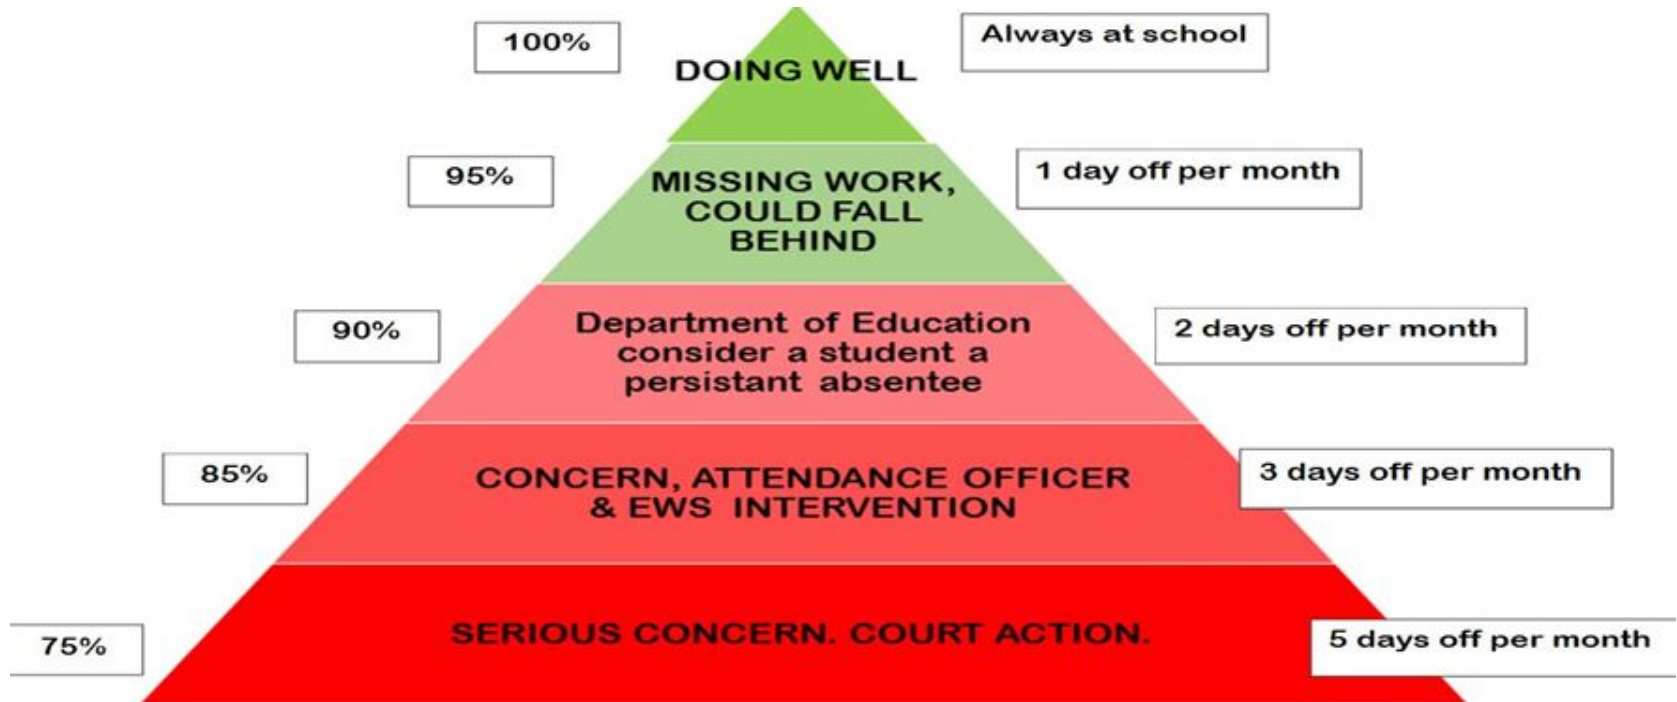 100%
DOING WELL
Always at school
95%
MISSING WORK,
COULD FALL
BEHIND
1 day off per month
90%
Department of Education
consider a student a
persistant absentee
2 days off per month
85%
CONCERN, ATTENDANCE OFFICER
& EWS INTERVENTION
3 days off per month
75%
SERIOUS CONCERN. COURT ACTION.
5 days off per month